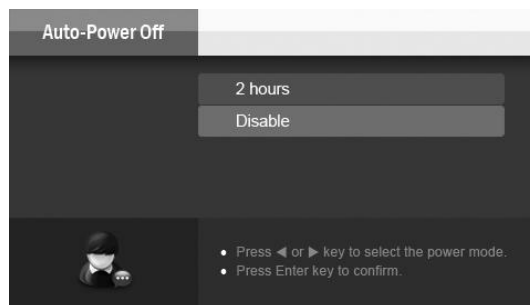 Auto-Power Off
2 hours
Disable
• Press ◀ or ▶ key to select the power mode.
• Press Enter key to confirm.